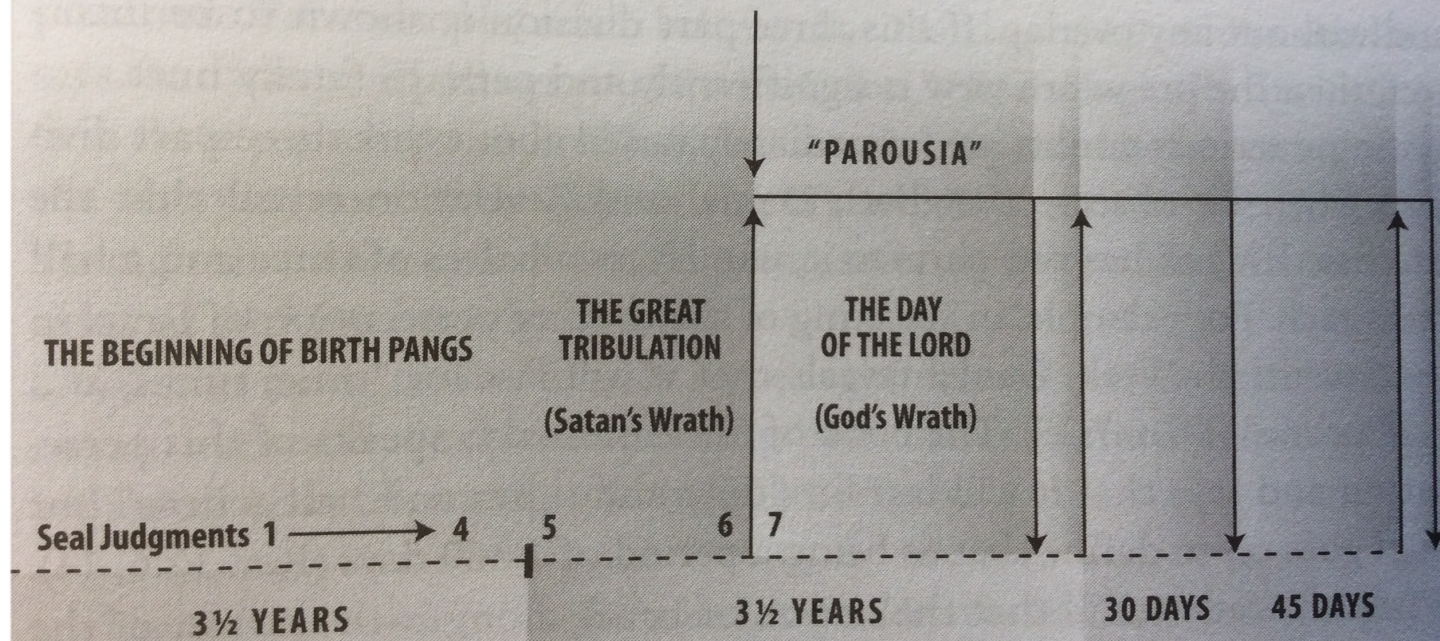 "PAROUSIA"
THE BEGINNING OF BIRTH PANGS
THE GREAT
TRIBULATION
(Satan's Wrath)
THE DAY
OF THE LORD
(God's Wrath)
Seal Judgments 1 4 5 6 7
3½ YEARS 3½ YEARS 30 DAYS 45 DAYS